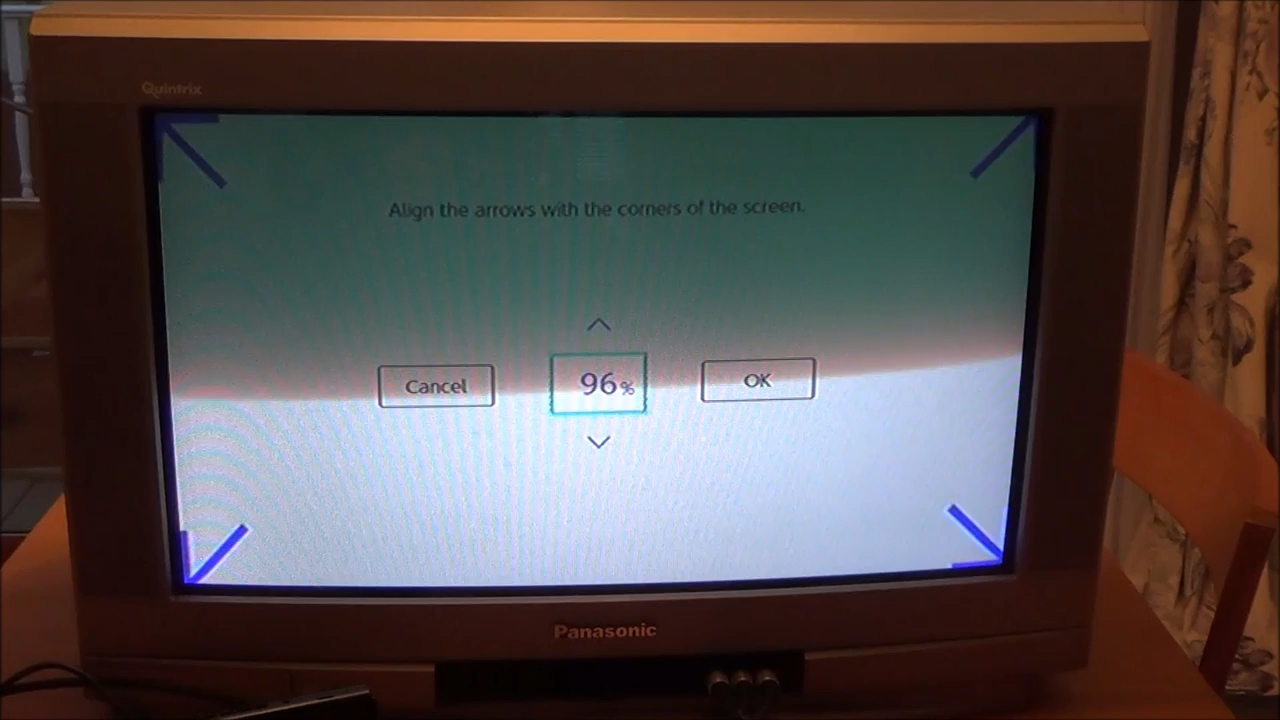 Quintrix
Align the arrows with the corners of the screen.
Cancel
96%
OK
Panasonic